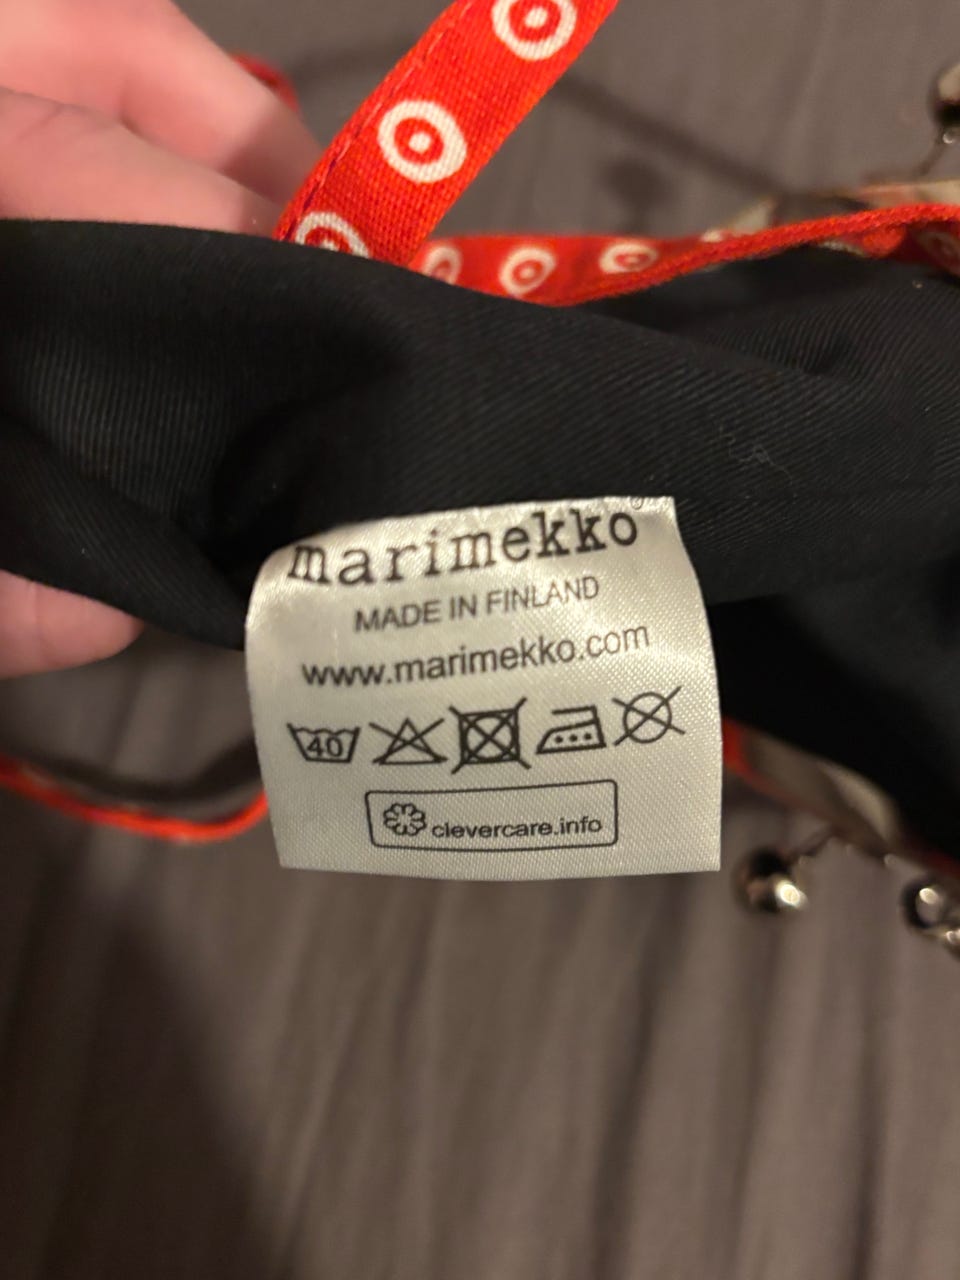 marimekko®
MADE IN FINLAND
www.marimekko.com
40
clevercare.info